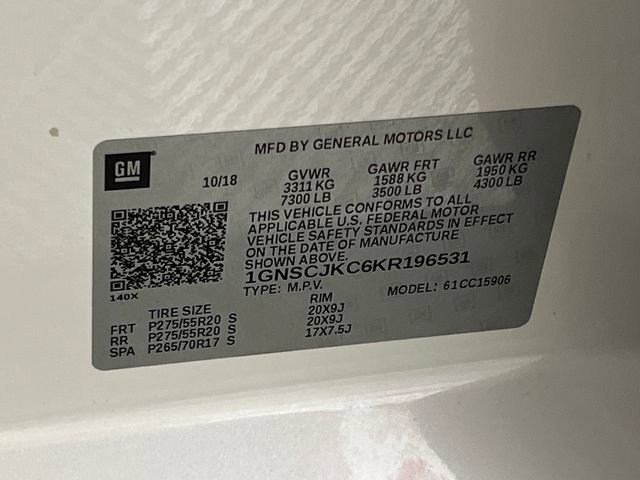 MFD BY GENERAL MOTORS LLC
GM
10/18
GVWR GAWR FRT GAWR RR
3311 KG 1588 KG 1950 KG
7300 LB 3500 LB 4300 LB
THIS VEHICLE CONFORMS TO ALL
APPLICABLE U.S. FEDERAL MOTOR
VEHICLE SAFETY STANDARDS IN EFFECT
ON THE DATE OF MANUFACTURE
SHOWN ABOVE.
1GNSCJKC6KR196531
TYPE: M.P.V. MODEL: 61CC15906
140X
TIRE SIZE RIM
FRT P275/55R20 S 20X9J
RR P275/55R20 S 20X9J
SPA P265/70R17 S 17X7.5J